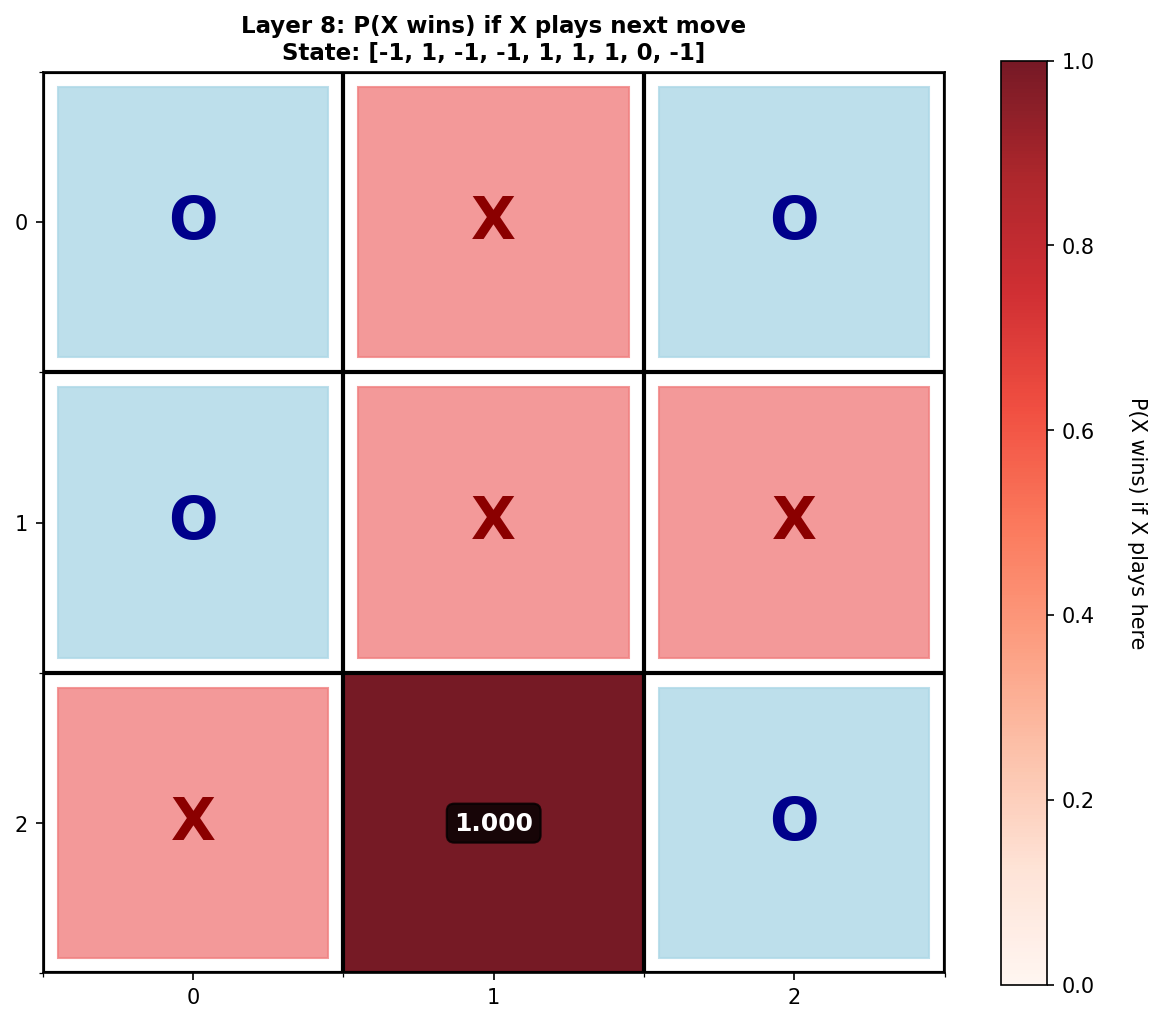 Layer 8: P(X wins) if X plays next move
State: [-1, 1, -1, -1, 1, 1, 1, 0, -1]
0
O
X
O
1
O
X
X
2
X
1.000
O
0
1
2
1.0
0.8
0.6
0.4
0.2
0.0
P(X wins) if X plays here